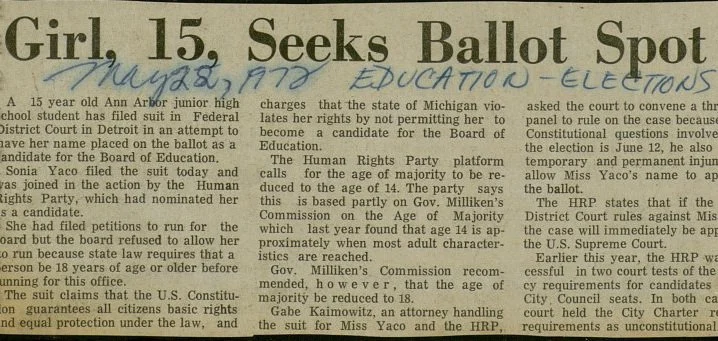 Girl, 15, Seeks Ballot Spot
May 22, 1972 EDUCATION - ELECTIONS
A 15 year old Ann Arbor junior high
chool student has filed suit in Federal
District Court in Detroit in an attempt to
have her name placed on the ballot as a
andidate for the Board of Education.
Sonia Yaco filed the suit today and
was joined in the action by the Human
Rights Party, which had nominated her
as a candidate.
She had filed petitions to run for the
oard but the board refused to allow her
to run because state law requires that a
erson be 18 years of age or older before
unning for this office.
The suit claims that the U.S. Constitu-
ion guarantees all citizens basic rights
nd equal protection under the law, and
charges that the state of Michigan vio-
lates her rights by not permitting her to
become a candidate for the Board of
Education.
The Human Rights Party platform
calls for the age of majority to be re-
duced to the age of 14. The party says
this is based partly on Gov. Milliken's
Commission on the Age of Majority
which last year found that age 14 is ap-
proximately when most adult character-
istics are reached.
Gov. Milliken's Commission recom-
mended, however, that the age of
majority be reduced to 18.
Gabe Kaimowitz, an attorney handling
the suit for Miss Yaco and the HRP,
asked the court to convene a thr
panel to rule on the case because
Constitutional questions involve
the election is June 12, he also
temporary and permanent injun
allow Miss Yaco's name to ap
the ballot.
The HRP states that if the
District Court rules against Mis
the case will immediately be app
the U.S. Supreme Court.
Earlier this year, the HRP wa
cessful in two court tests of the
cy requirements for candidates
City Council seats. In both ca
court held the City Charter re
requirements as unconstitutional